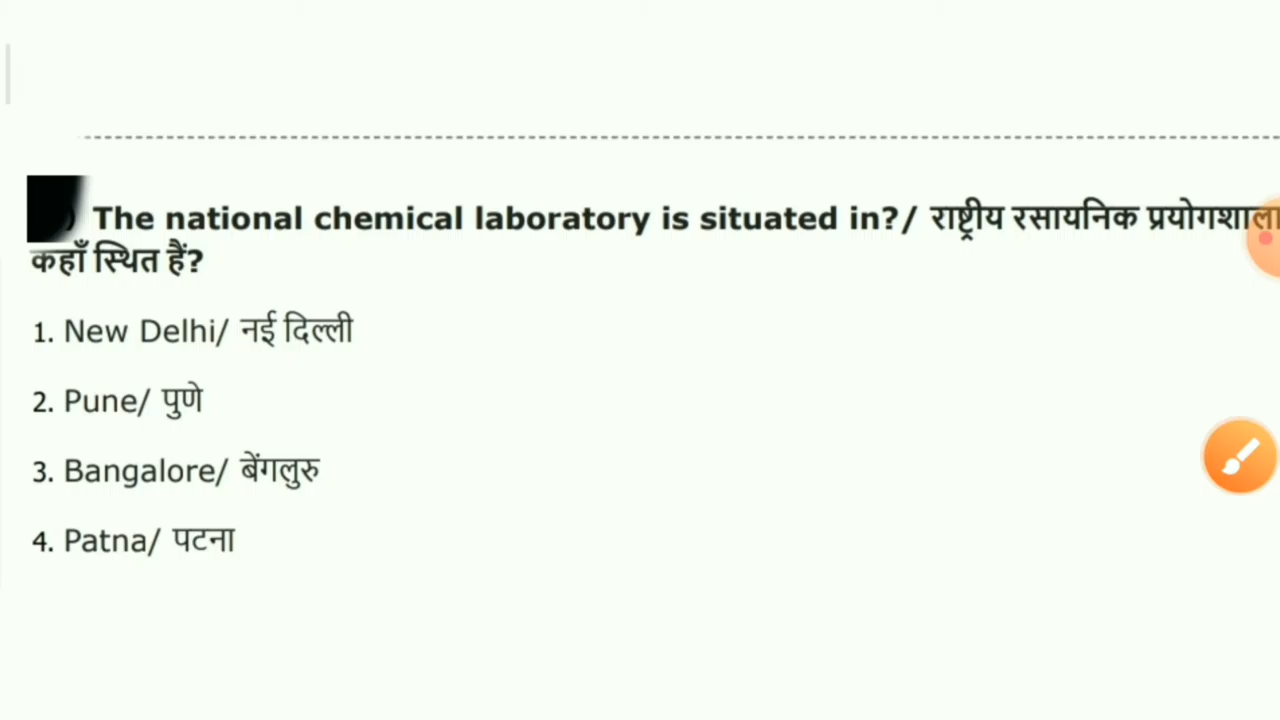 ) The national chemical laboratory is situated in?/ राष्ट्रीय रसायनिक प्रयोगशाला
कहाँ स्थित हैं?
1. New Delhi/ नई दिल्ली
2. Pune/ पुणे
3. Bangalore/ बेंगलुरु
4. Patna/ पटना